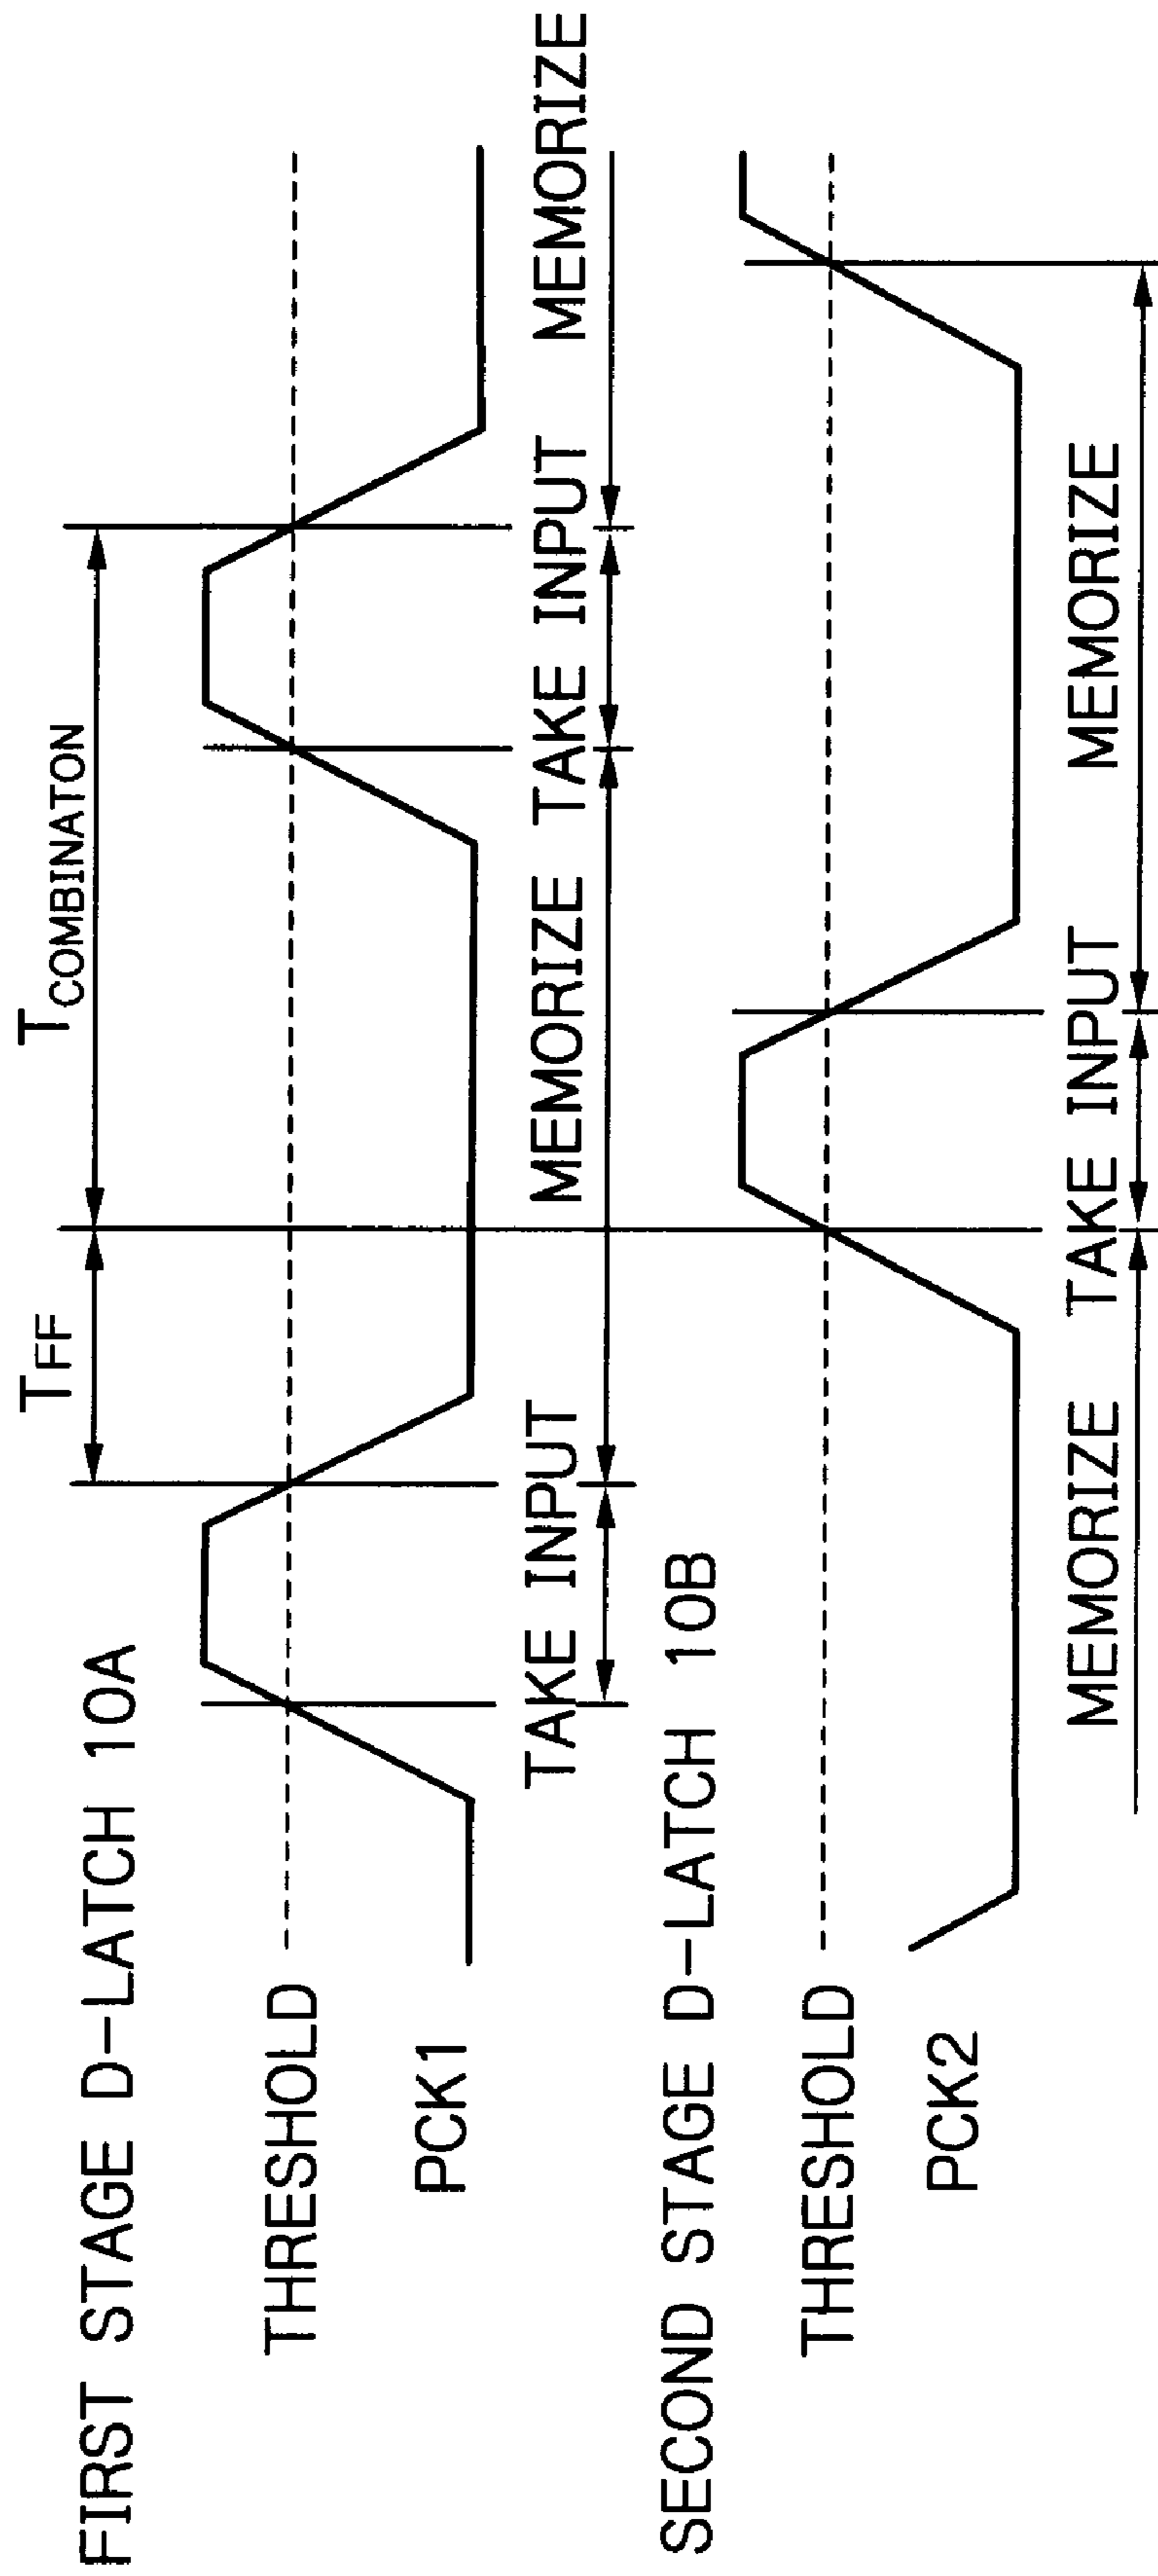 FIRST STAGE D-LATCH 10A
T_FF
T_COMBINATON
THRESHOLD
PCK1
TAKE INPUT
MEMORIZE
TAKE INPUT
MEMORIZE
SECOND STAGE D-LATCH 10B
THRESHOLD
PCK2
MEMORIZE
TAKE INPUT
MEMORIZE